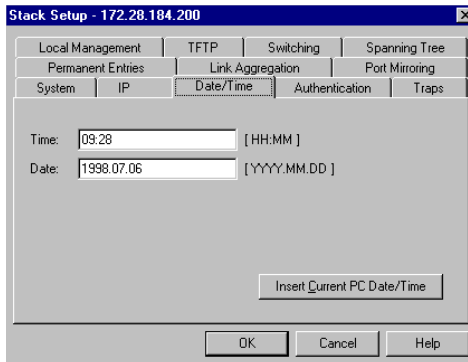 Stack Setup - 172.28.184.200
Local Management TFTP Switching Spanning Tree
Permanent Entries Link Aggregation Port Mirroring
System IP Date/Time Authentication Traps
Time: 09:28 [ HH:MM ]
Date: 1998.07.06 [ YYYY.MM.DD ]
Insert Current PC Date/Time
OK Cancel Help